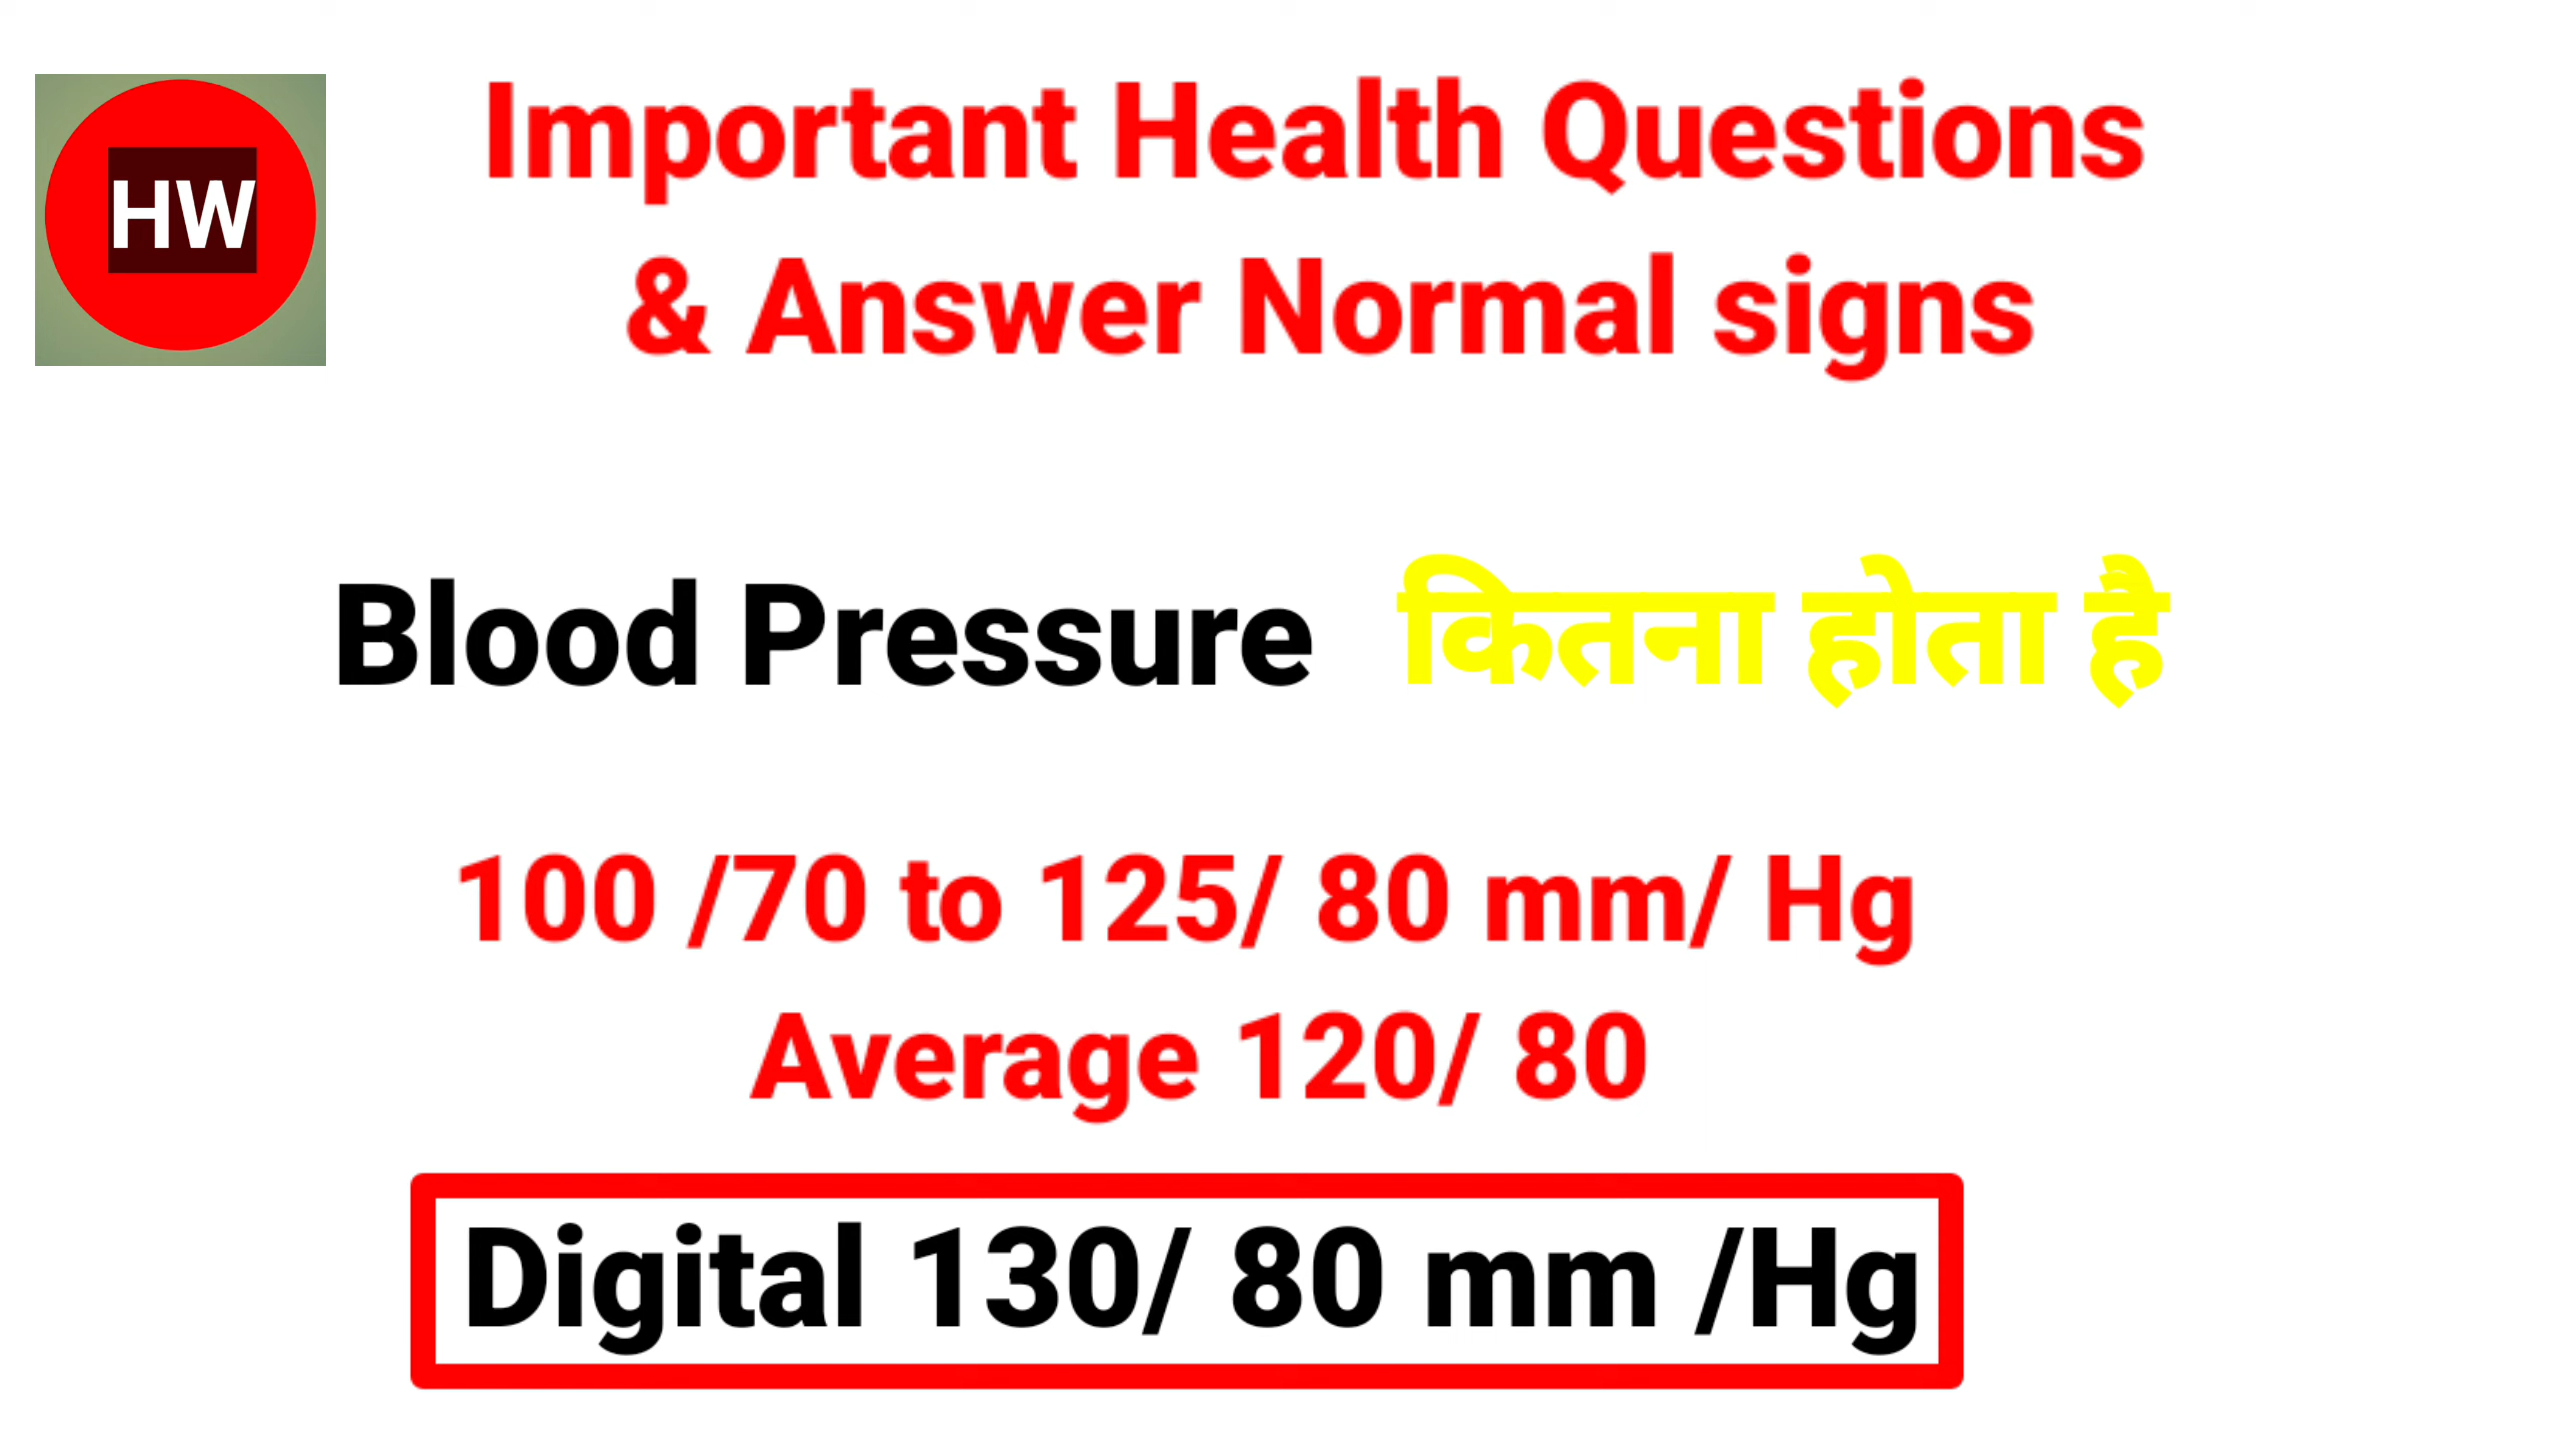 HW
Important Health Questions
& Answer Normal signs
Blood Pressure कितना होता है
100 /70 to 125/ 80 mm/ Hg
Average 120/ 80
Digital 130/ 80 mm /Hg